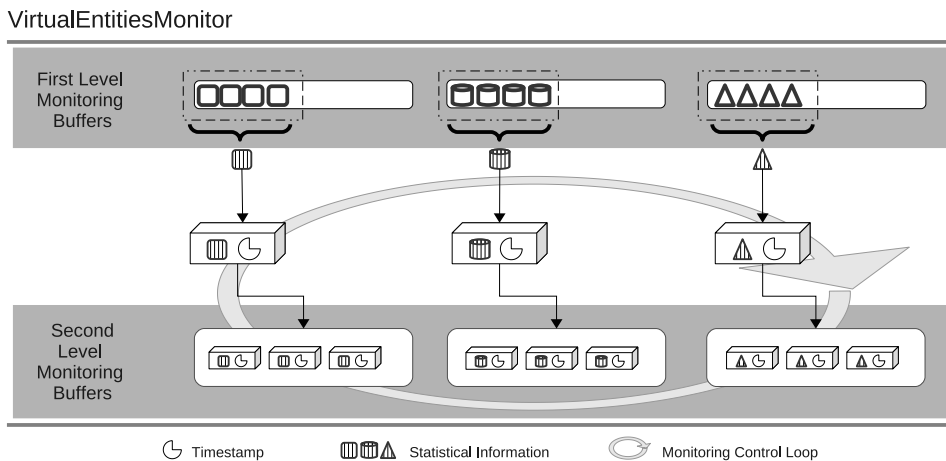 VirtualEntitiesMonitor
First Level
Monitoring
Buffers
Second
Level
Monitoring
Buffers
Timestamp
Statistical Information
Monitoring Control Loop